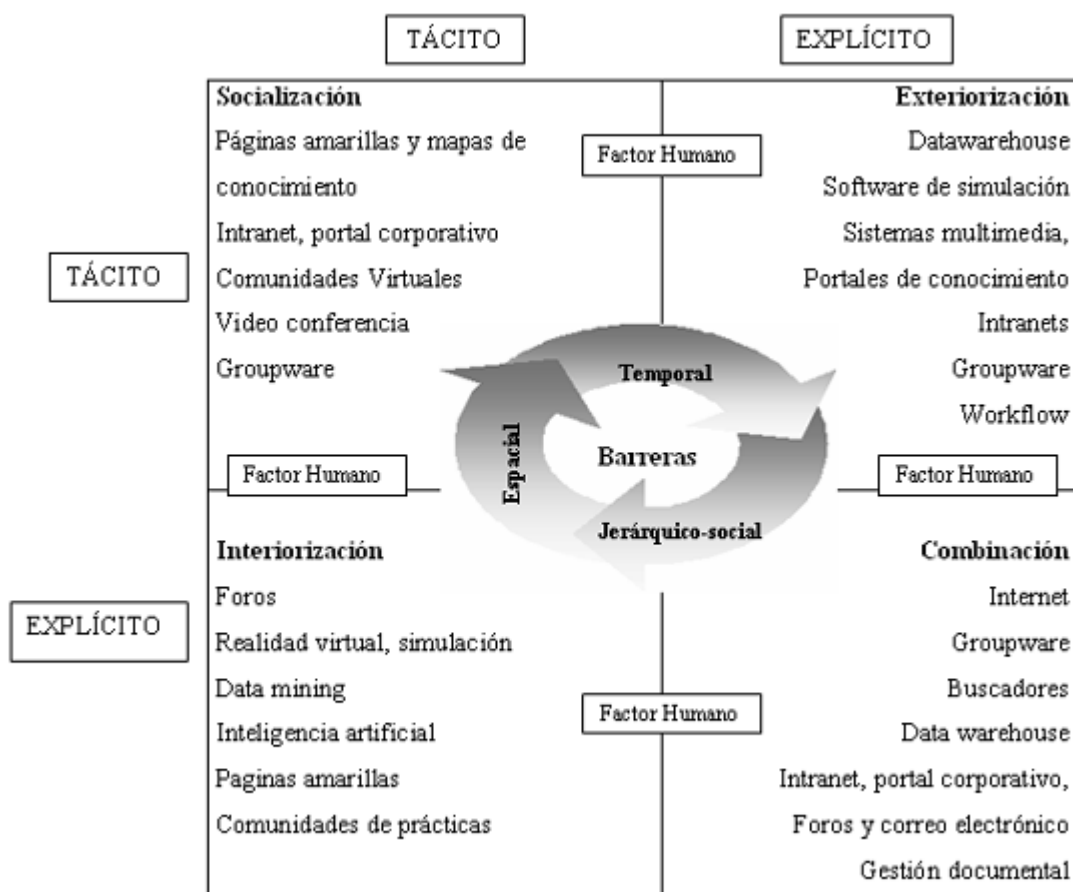 TÁCITO
EXPLÍCITO
TÁCITO
EXPLÍCITO
Socialización
Páginas amarillas y mapas de
conocimiento
Intranet, portal corporativo
Comunidades Virtuales
Video conferencia
Groupware
Factor Humano
Exteriorización
Datawarehouse
Software de simulación
Sistemas multimedia,
Portales de conocimiento
Intranets
Groupware
Workflow
Temporal
Espacial
Barreras
Jerárquico-social
Factor Humano
Factor Humano
Interiorización
Foros
Realidad virtual, simulación
Data mining
Inteligencia artificial
Paginas amarillas
Comunidades de prácticas
Factor Humano
Combinación
Internet
Groupware
Buscadores
Data warehouse
Intranet, portal corporativo,
Foros y correo electrónico
Gestión documental